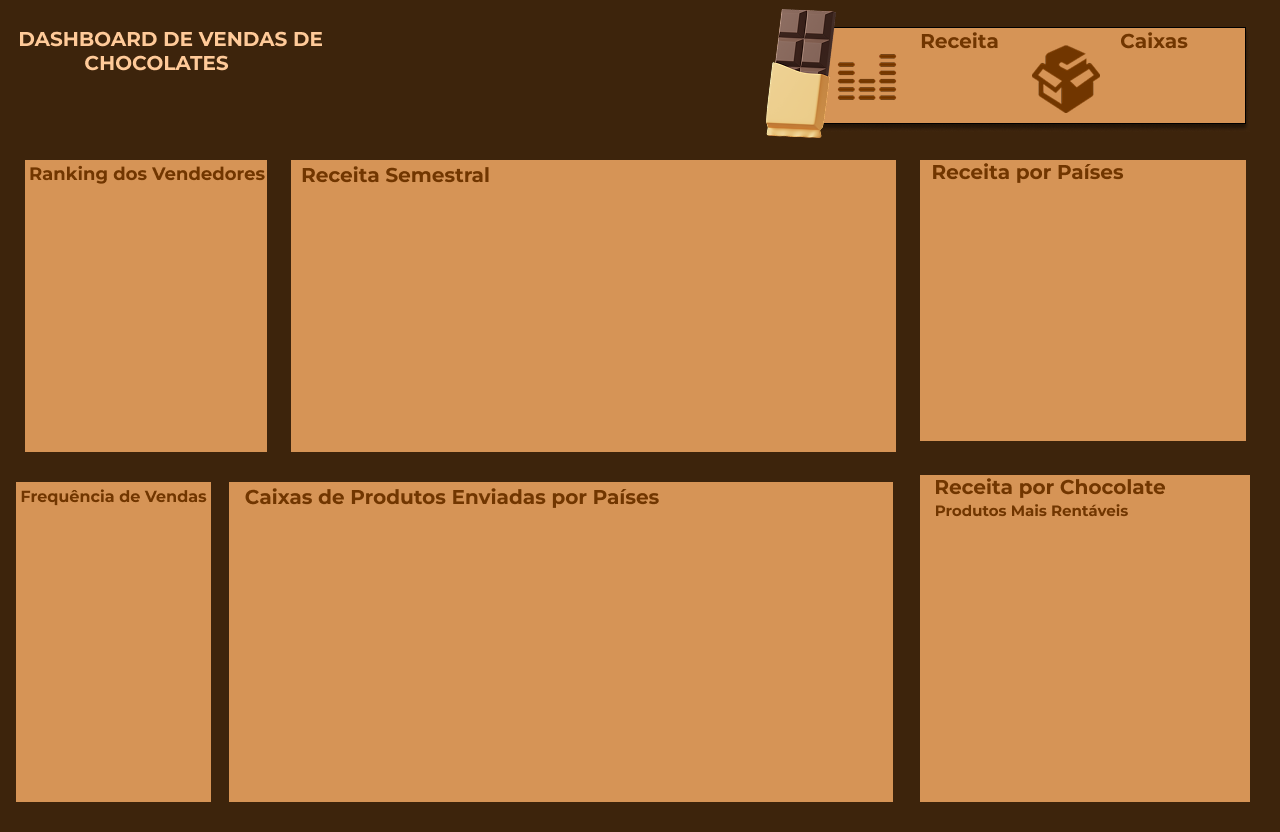 DASHBOARD DE VENDAS DE
CHOCOLATES
Receita
Caixas
Ranking dos Vendedores
Receita Semestral
Receita por Países
Frequência de Vendas
Caixas de Produtos Enviadas por Países
Receita por Chocolate
Produtos Mais Rentáveis